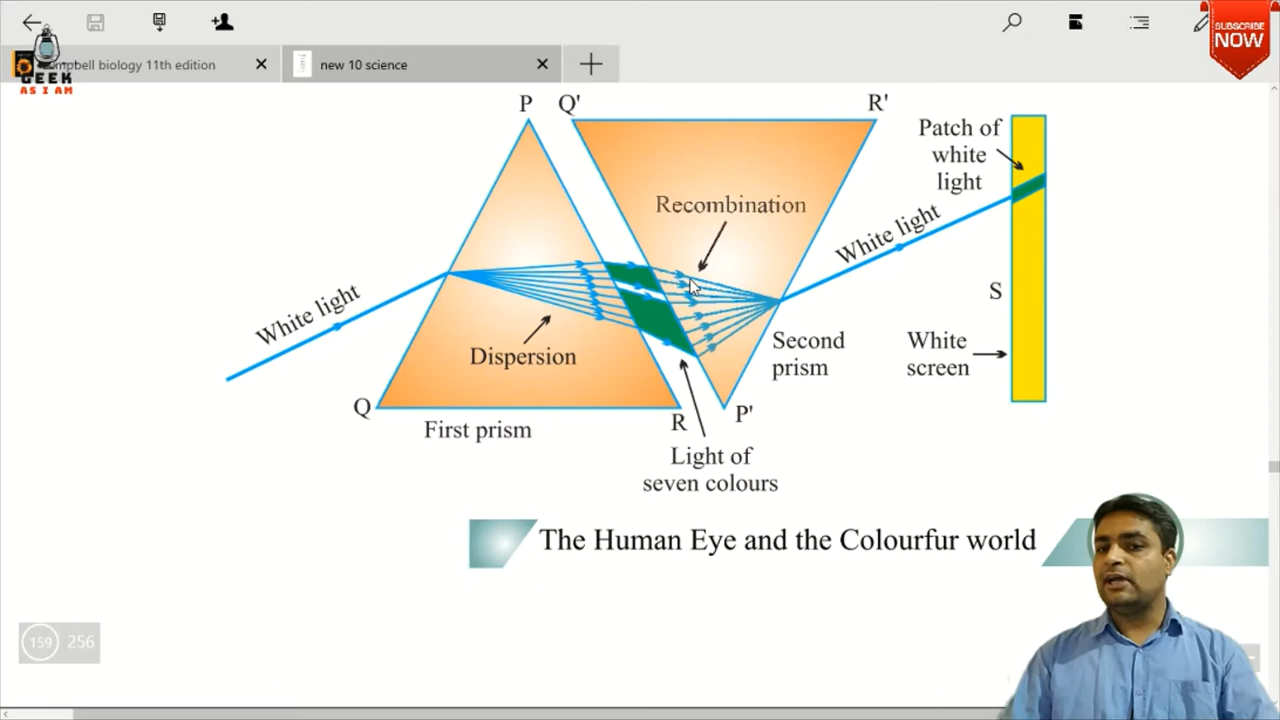 SUBSCRIBE
NOW
Campbell biology 11th edition
new 10 science
GEEK
AS I AM
P
Q'
R'
Patch of
white
light
Recombination
White light
White light
Dispersion
S
Second
prism
White
screen
Q
R
P'
First prism
Light of
seven colours
The Human Eye and the Colourfur world
159
256